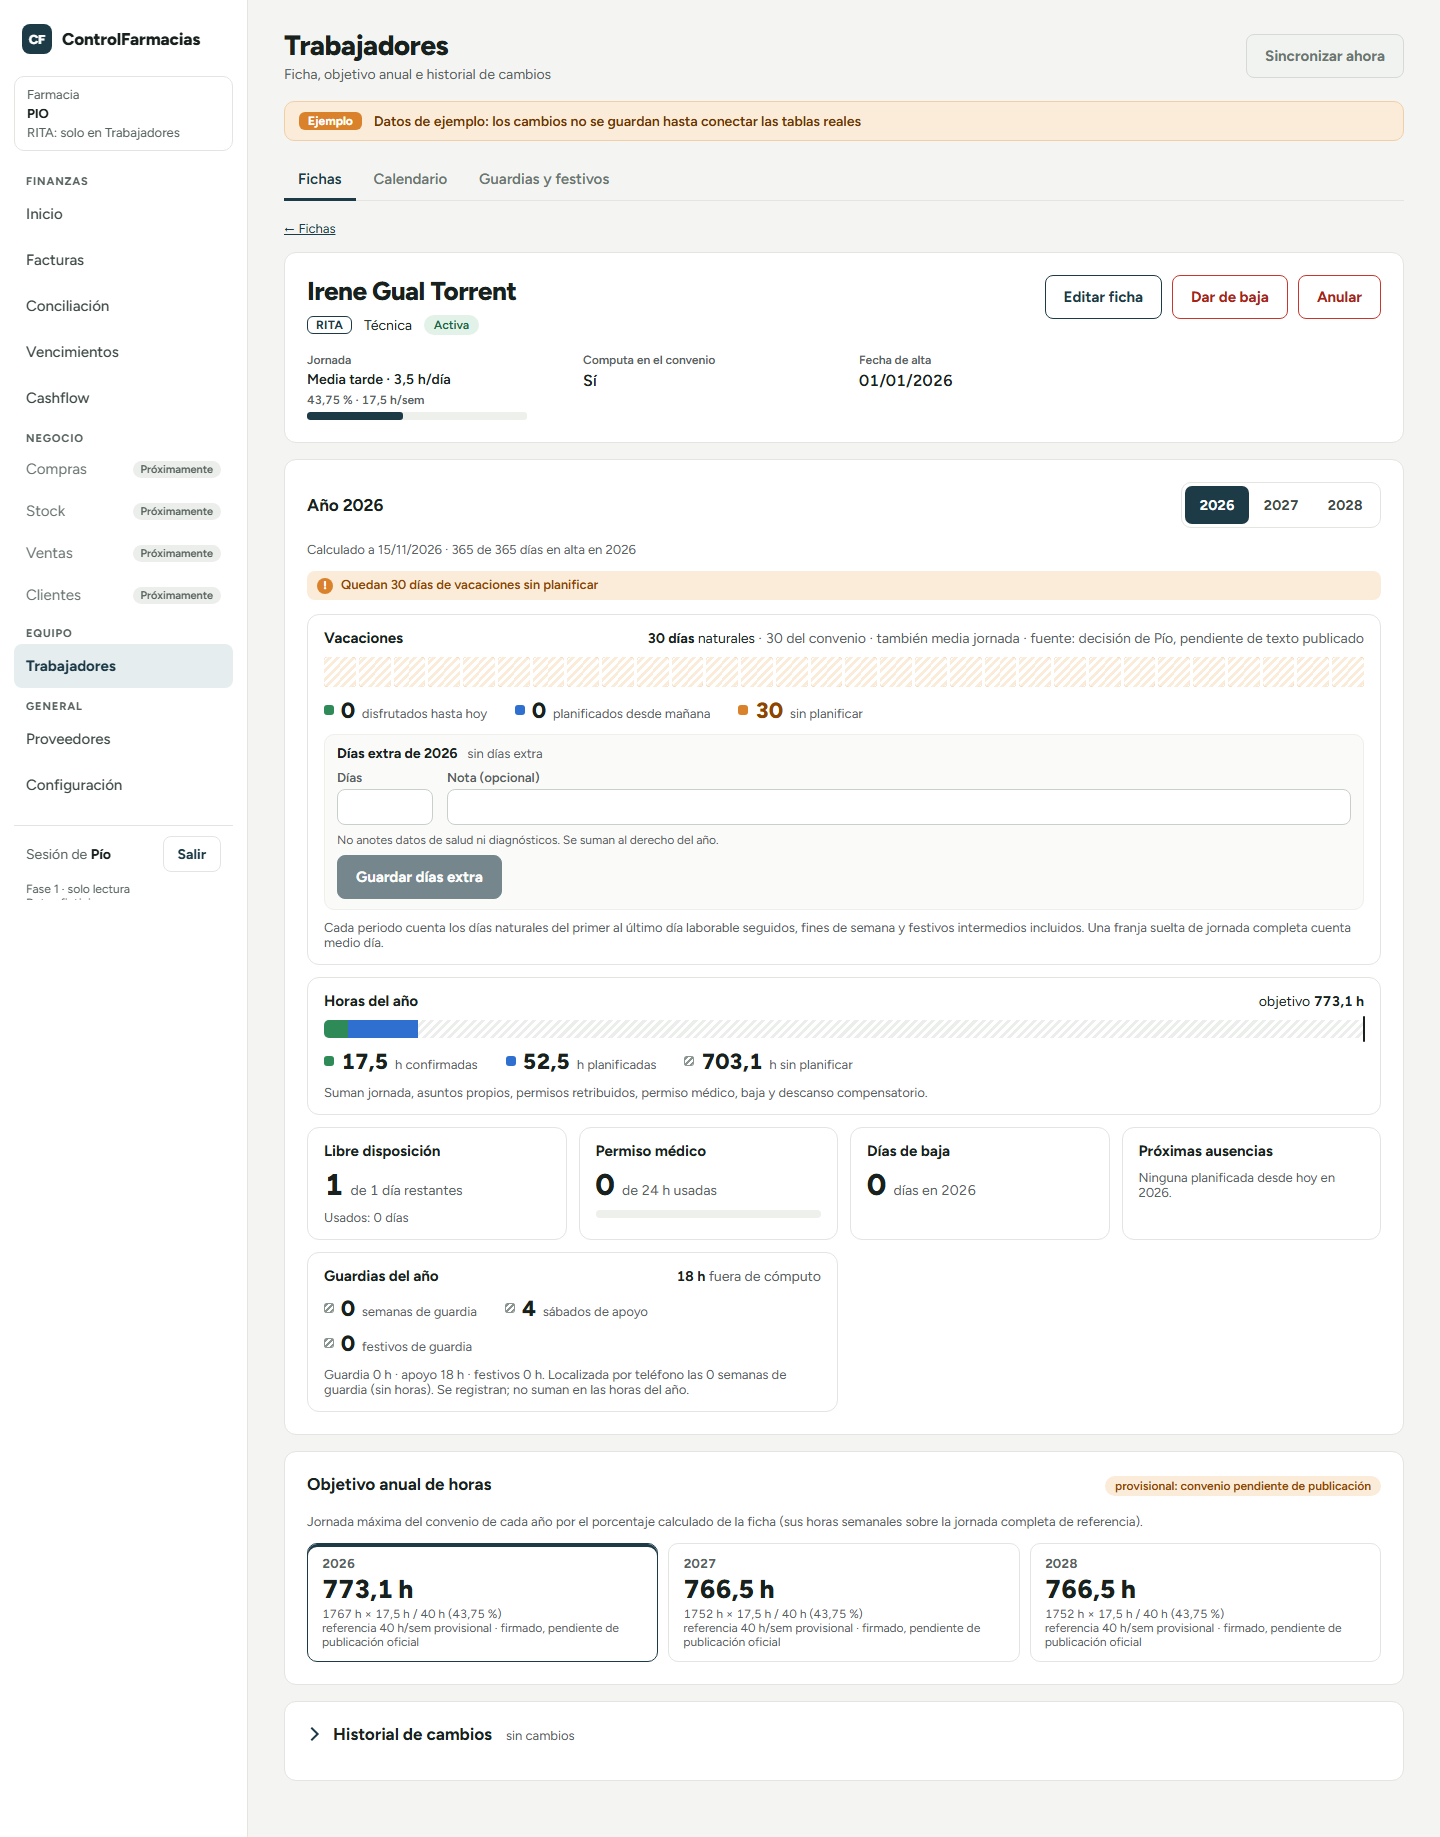 CF ControlFarmacias
Farmacia
PIO
RITA: solo en Trabajadores
FINANZAS
Inicio
Facturas
Conciliación
Vencimientos
Cashflow
NEGOCIO
Compras Próximamente
Stock Próximamente
Ventas Próximamente
Clientes Próximamente
EQUIPO
Trabajadores
GENERAL
Proveedores
Configuración
Sesión de Pío Salir
Fase 1 · solo lectura
Trabajadores
Ficha, objetivo anual e historial de cambios
Sincronizar ahora
Ejemplo Datos de ejemplo: los cambios no se guardan hasta conectar las tablas reales
Fichas Calendario Guardias y festivos
← Fichas
Irene Gual Torrent
Editar ficha Dar de baja Anular
RITA Técnica Activa
Jornada
Media tarde · 3,5 h/día
43,75 % · 17,5 h/sem
Computa en el convenio
Sí
Fecha de alta
01/01/2026
Año 2026
2026 2027 2028
Calculado a 15/11/2026 · 365 de 365 días en alta en 2026
! Quedan 30 días de vacaciones sin planificar
Vacaciones
30 días naturales · 30 del convenio · también media jornada · fuente: decisión de Pío, pendiente de texto publicado
0 disfrutados hasta hoy 0 planificados desde mañana 30 sin planificar
Días extra de 2026 sin días extra
Días Nota (opcional)
No anotes datos de salud ni diagnósticos. Se suman al derecho del año.
Guardar días extra
Cada periodo cuenta los días naturales del primer al último día laborable seguidos, fines de semana y festivos intermedios incluidos. Una franja suelta de jornada completa cuenta
medio día.
Horas del año objetivo 773,1 h
17,5 h confirmadas 52,5 h planificadas 703,1 h sin planificar
Suman jornada, asuntos propios, permisos retribuidos, permiso médico, baja y descanso compensatorio.
Libre disposición
1 de 1 día restantes
Usados: 0 días
Permiso médico
0 de 24 h usadas
Días de baja
0 días en 2026
Próximas ausencias
Ninguna planificada desde hoy en
2026.
Guardias del año 18 h fuera de cómputo
0 semanas de guardia 4 sábados de apoyo
0 festivos de guardia
Guardia 0 h · apoyo 18 h · festivos 0 h. Localizada por teléfono las 0 semanas de
guardia (sin horas). Se registran; no suman en las horas del año.
Objetivo anual de horas provisional: convenio pendiente de publicación
Jornada máxima del convenio de cada año por el porcentaje calculado de la ficha (sus horas semanales sobre la jornada completa de referencia).
2026
773,1 h
1767 h × 17,5 h / 40 h (43,75 %)
referencia 40 h/sem provisional · firmado, pendiente de
publicación oficial
2027
766,5 h
1752 h × 17,5 h / 40 h (43,75 %)
referencia 40 h/sem provisional · firmado, pendiente de
publicación oficial
2028
766,5 h
1752 h × 17,5 h / 40 h (43,75 %)
referencia 40 h/sem provisional · firmado, pendiente de
publicación oficial
Historial de cambios sin cambios